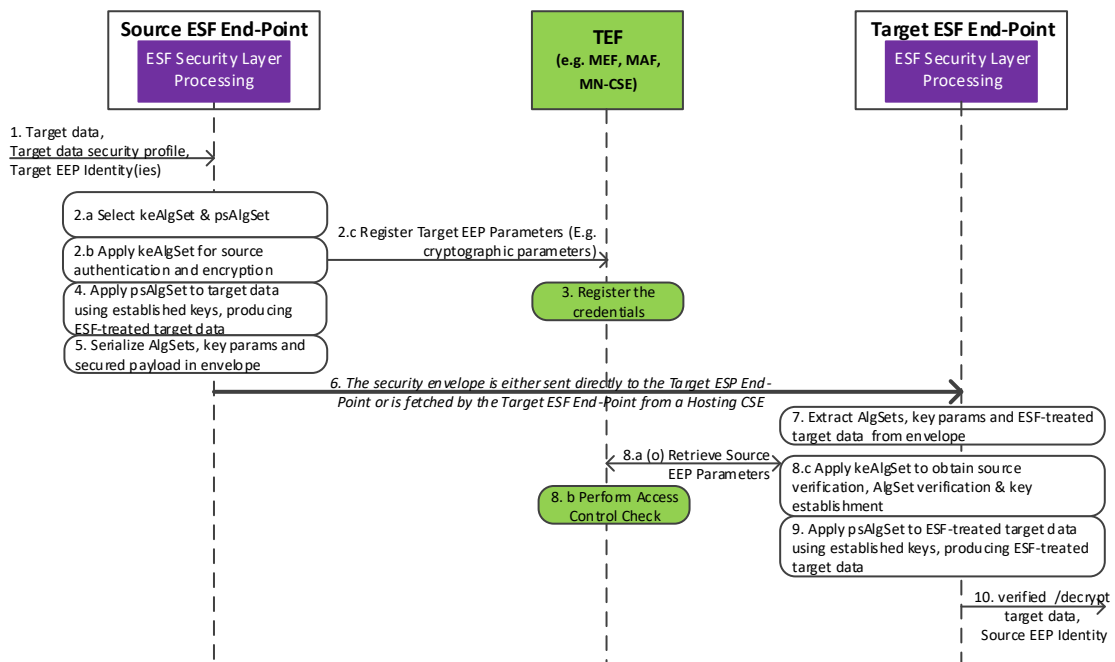 Source ESF End-Point
ESF Security Layer
Processing
TEF
(e.g. MEF, MAF,
MN-CSE)
Target ESF End-Point
ESF Security Layer
Processing
1. Target data,
Target data security profile,
Target EEP Identity(ies)
2.a Select keAlgSet & psAlgSet
2.b Apply keAlgSet for source
authentication and encryption
2.c Register Target EEP Parameters (E.g.
cryptographic parameters)
3. Register the
credentials
4. Apply psAlgSet to target data
using established keys, producing
ESF-treated target data
5. Serialize AlgSets, key params and
secured payload in envelope
6. The security envelope is either sent directly to the Target ESP End-
Point or is fetched by the Target ESF End-Point from a Hosting CSE
7. Extract AlgSets, key params and ESF-treated
target data from envelope
8.a (o) Retrieve Source
EEP Parameters
8. b Perform Access
Control Check
8.c Apply keAlgSet to obtain source
verification, AlgSet verification & key
establishment
9. Apply psAlgSet to ESF-treated target data
using established keys, producing ESF-treated
target data
10. verified /decrypt
target data,
Source EEP Identity